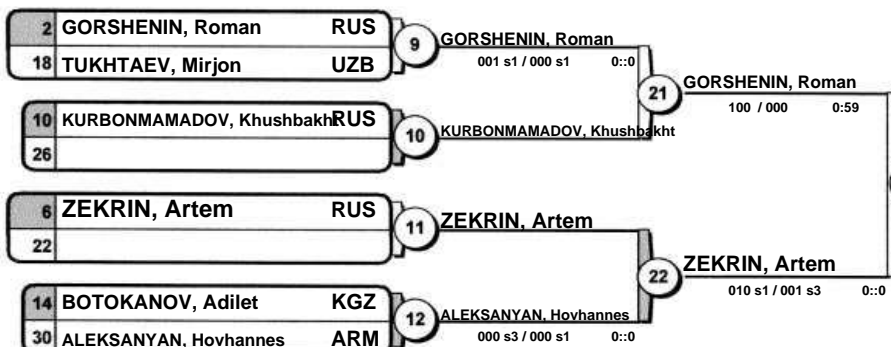 2 GORSHENIN, Roman RUS
18 TUKHTAEV, Mirjon UZB
9
GORSHENIN, Roman
001 s1 / 000 s1 0::0
10 KURBONMAMADOV, Khushbakht RUS
26
10
KURBONMAMADOV, Khushbakht
21
GORSHENIN, Roman
100 / 000 0:59
6 ZEKRIN, Artem RUS
22
11
ZEKRIN, Artem
14 BOTOKANOV, Adilet KGZ
30 ALEKSANYAN, Hovhannes ARM
12
ALEKSANYAN, Hovhannes
000 s3 / 000 s1 0::0
22
ZEKRIN, Artem
010 s1 / 001 s3 0::0